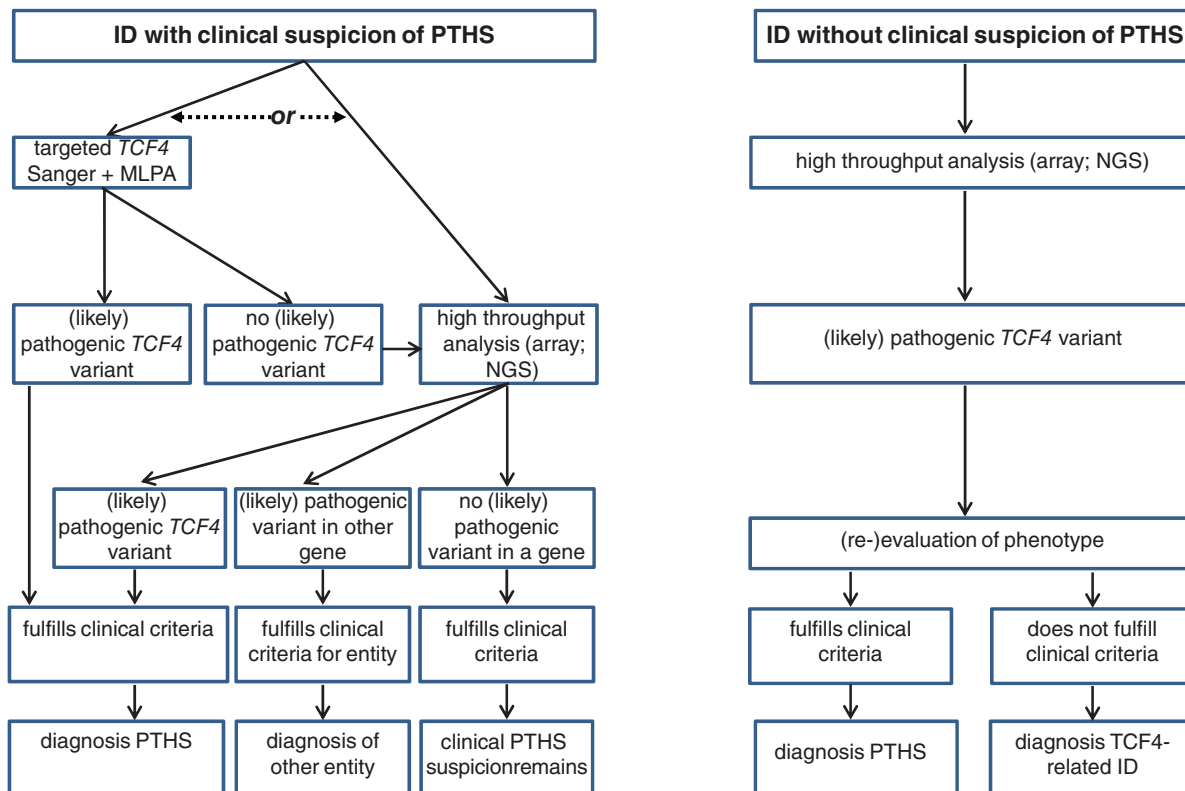 ID with clinical suspicion of PTHS
or
targeted TCF4
Sanger + MLPA
(likely)
pathogenic TCF4
variant
no (likely)
pathogenic TCF4
variant
high throughput
analysis (array;
NGS)
(likely)
pathogenic TCF4
variant
(likely) pathogenic
variant in other
gene
no (likely)
pathogenic
variant in a gene
fulfills clinical criteria
fulfills clinical
criteria for entity
fulfills clinical
criteria
diagnosis PTHS
diagnosis of
other entity
clinical PTHS
suspicionremains
ID without clinical suspicion of PTHS
high throughput analysis (array; NGS)
(likely) pathogenic TCF4 variant
(re-)evaluation of phenotype
fulfills clinical
criteria
does not fulfill
clinical criteria
diagnosis PTHS
diagnosis TCF4-
related ID